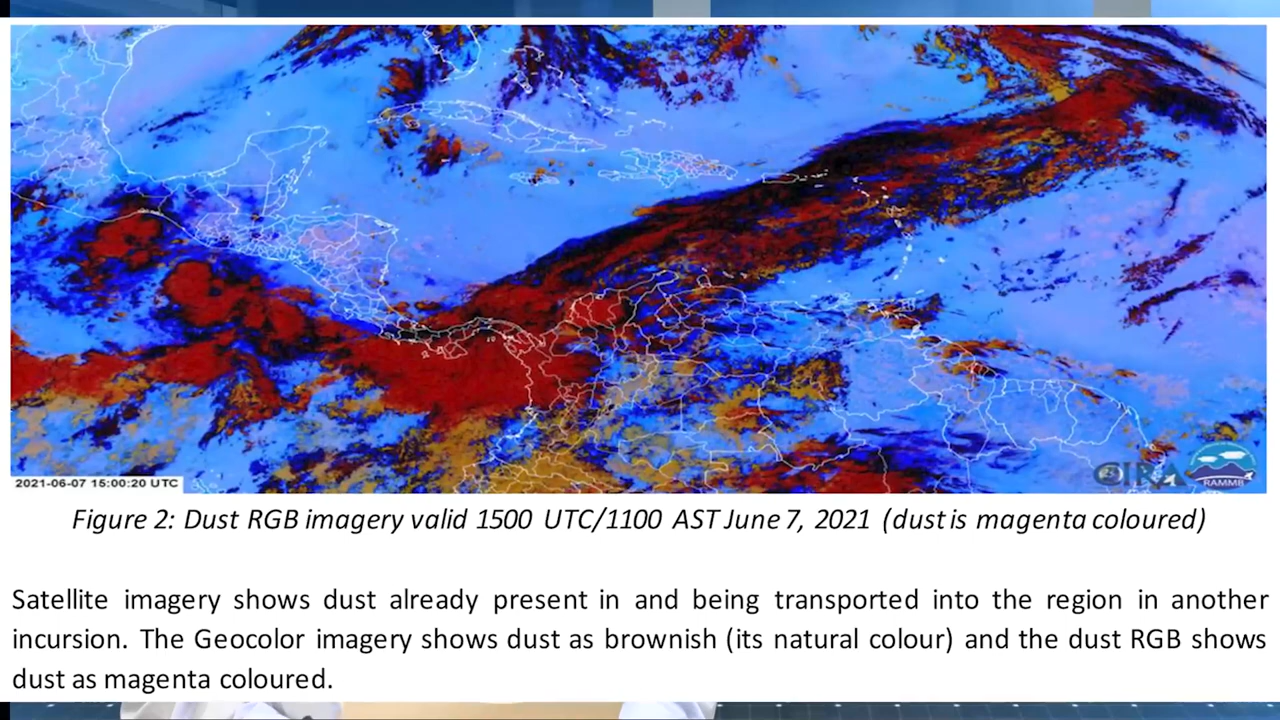 CIRA
RAMMB
2021-06-07 15:00:20 UTC
Figure 2: Dust RGB imagery valid 1500 UTC/1100 AST June 7, 2021 (dust is magenta coloured)
Satellite imagery shows dust already present in and being transported into the region in another
incursion. The Geocolor imagery shows dust as brownish (its natural colour) and the dust RGB shows
dust as magenta coloured.